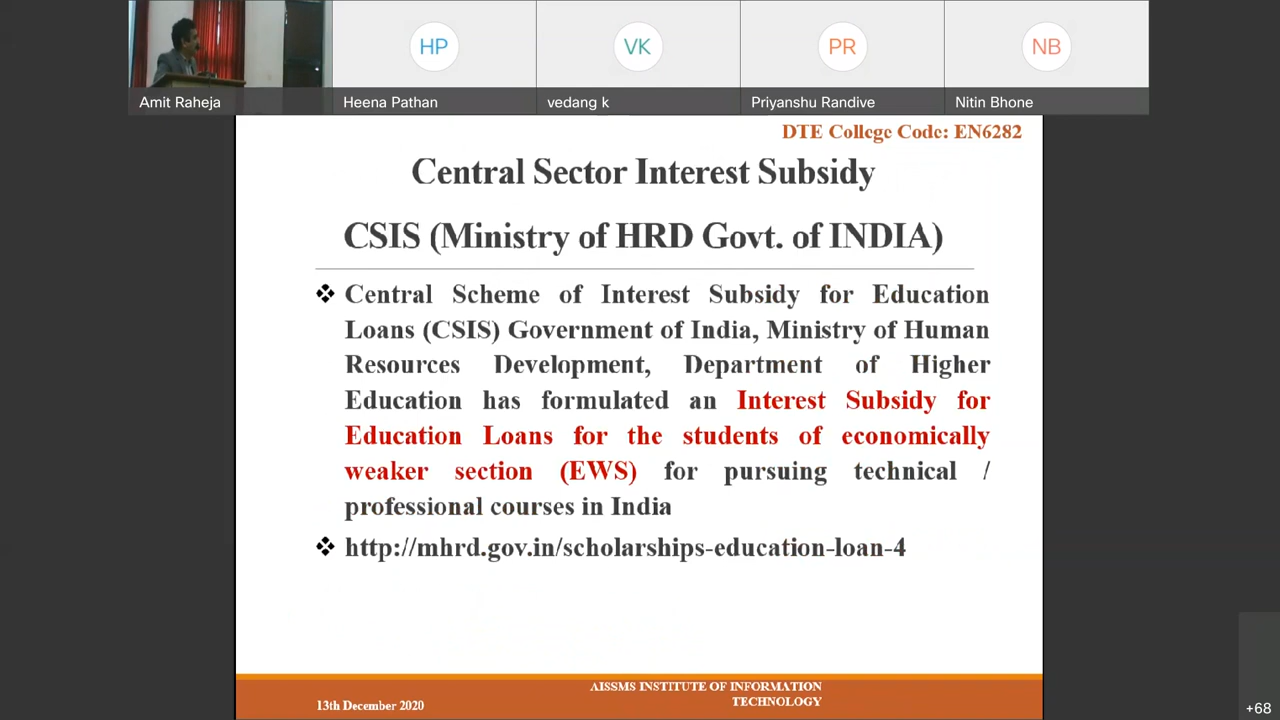 HP
VK
PR
NB
Amit Raheja
Heena Pathan
vedang k
Priyanshu Randive
Nitin Bhone
DTE College Code: EN6282
Central Sector Interest Subsidy
CSIS (Ministry of HRD Govt. of INDIA)
❖ Central Scheme of Interest Subsidy for Education
Loans (CSIS) Government of India, Ministry of Human
Resources Development, Department of Higher
Education has formulated an Interest Subsidy for
Education Loans for the students of economically
weaker section (EWS) for pursuing technical /
professional courses in India
❖ http://mhrd.gov.in/scholarships-education-loan-4
13th December 2020
AISSMS INSTITUTE OF INFORMATION
TECHNOLOGY
+68